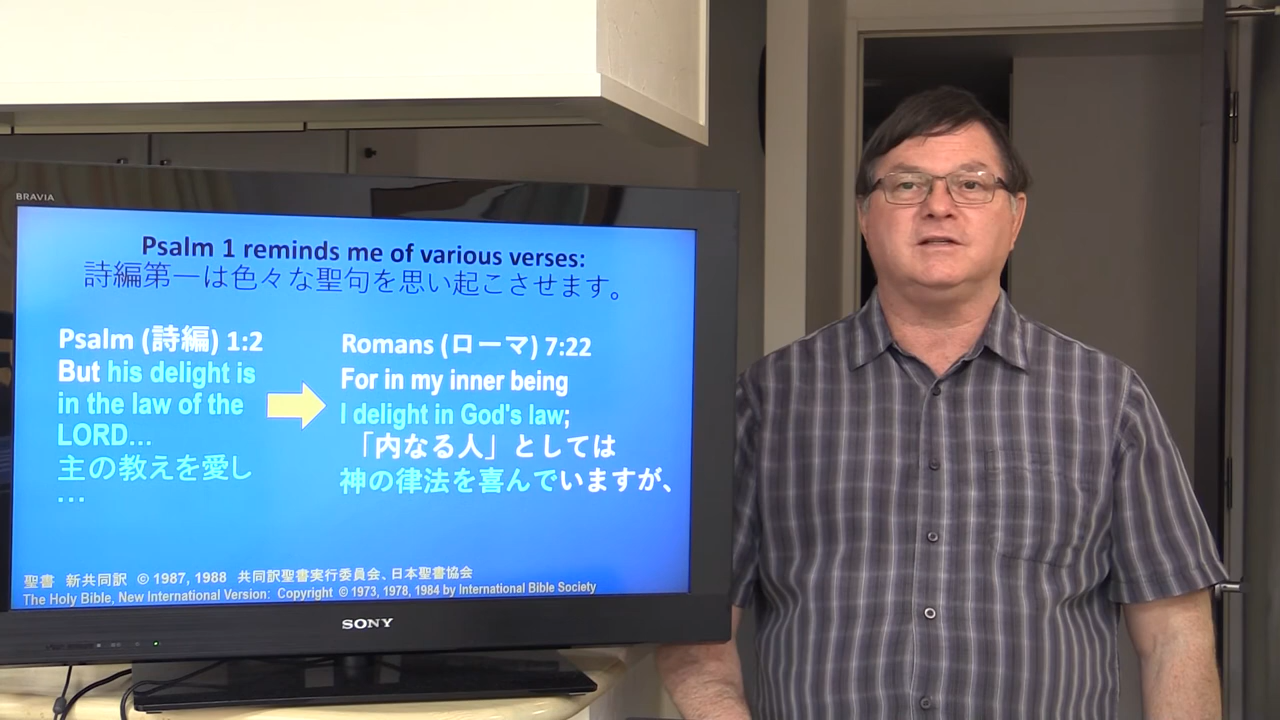 BRAVIA
Psalm 1 reminds me of various verses:
詩編第一は色々な聖句を思い起こさせます。
Psalm (詩編) 1:2
But his delight is
in the law of the
LORD...
主の教えを愛し
...
Romans (ローマ) 7:22
For in my inner being
I delight in God's law;
「内なる人」としては
神の律法を喜んでいますが、
聖書　新共同訳　© 1987, 1988　共同訳聖書実行委員会、日本聖書協会
The Holy Bible, New International Version: Copyright © 1973, 1978, 1984 by International Bible Society
SONY